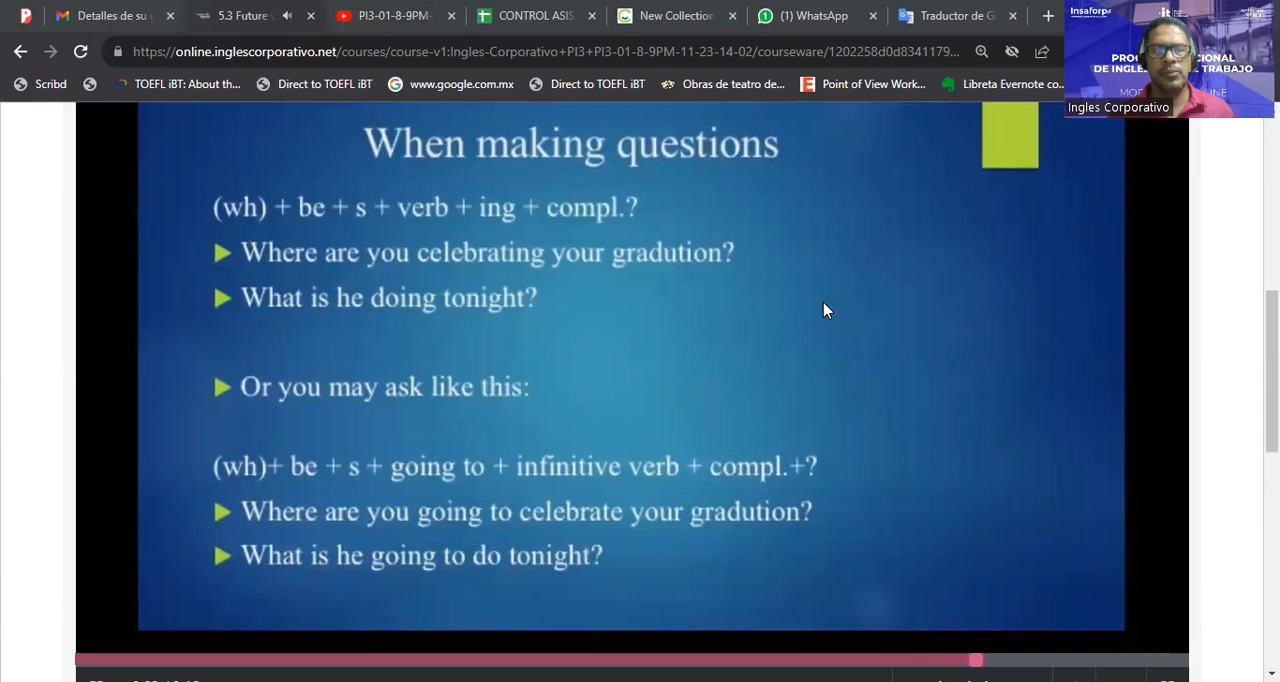 Detalles de su g
5.3 Future
PI3-01-8-9PM-
CONTROL ASIS
New Collection
(1) WhatsApp
Traductor de G
https://online.inglescorporativo.net/courses/course-v1:Ingles-Corporativo+PI3+PI3-01-8-9PM-11-23-14-02/courseware/1202258d0d8341179...
Scribd
TOEFL iBT: About th...
Direct to TOEFL iBT
www.google.com.mx
Direct to TOEFL iBT
Obras de teatro de...
Point of View Work...
Libreta Evernote co...
Insaforp
Ingles Corporativo
When making questions
(wh) + be + s + verb + ing + compl.?
Where are you celebrating your gradution?
What is he doing tonight?
Or you may ask like this:
(wh)+ be + s + going to + infinitive verb + compl.+?
Where are you going to celebrate your gradution?
What is he going to do tonight?